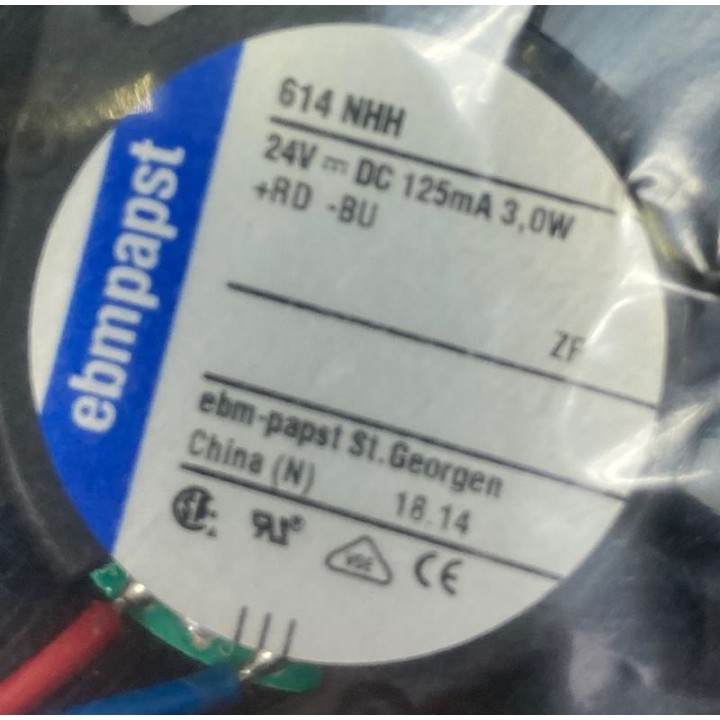 ebmpapst
614 NHH
24V ⎓ DC 125mA 3,0W
+RD -BU
ZF
ebm-papst St.Georgen
China (N) 18.14
VDE CE